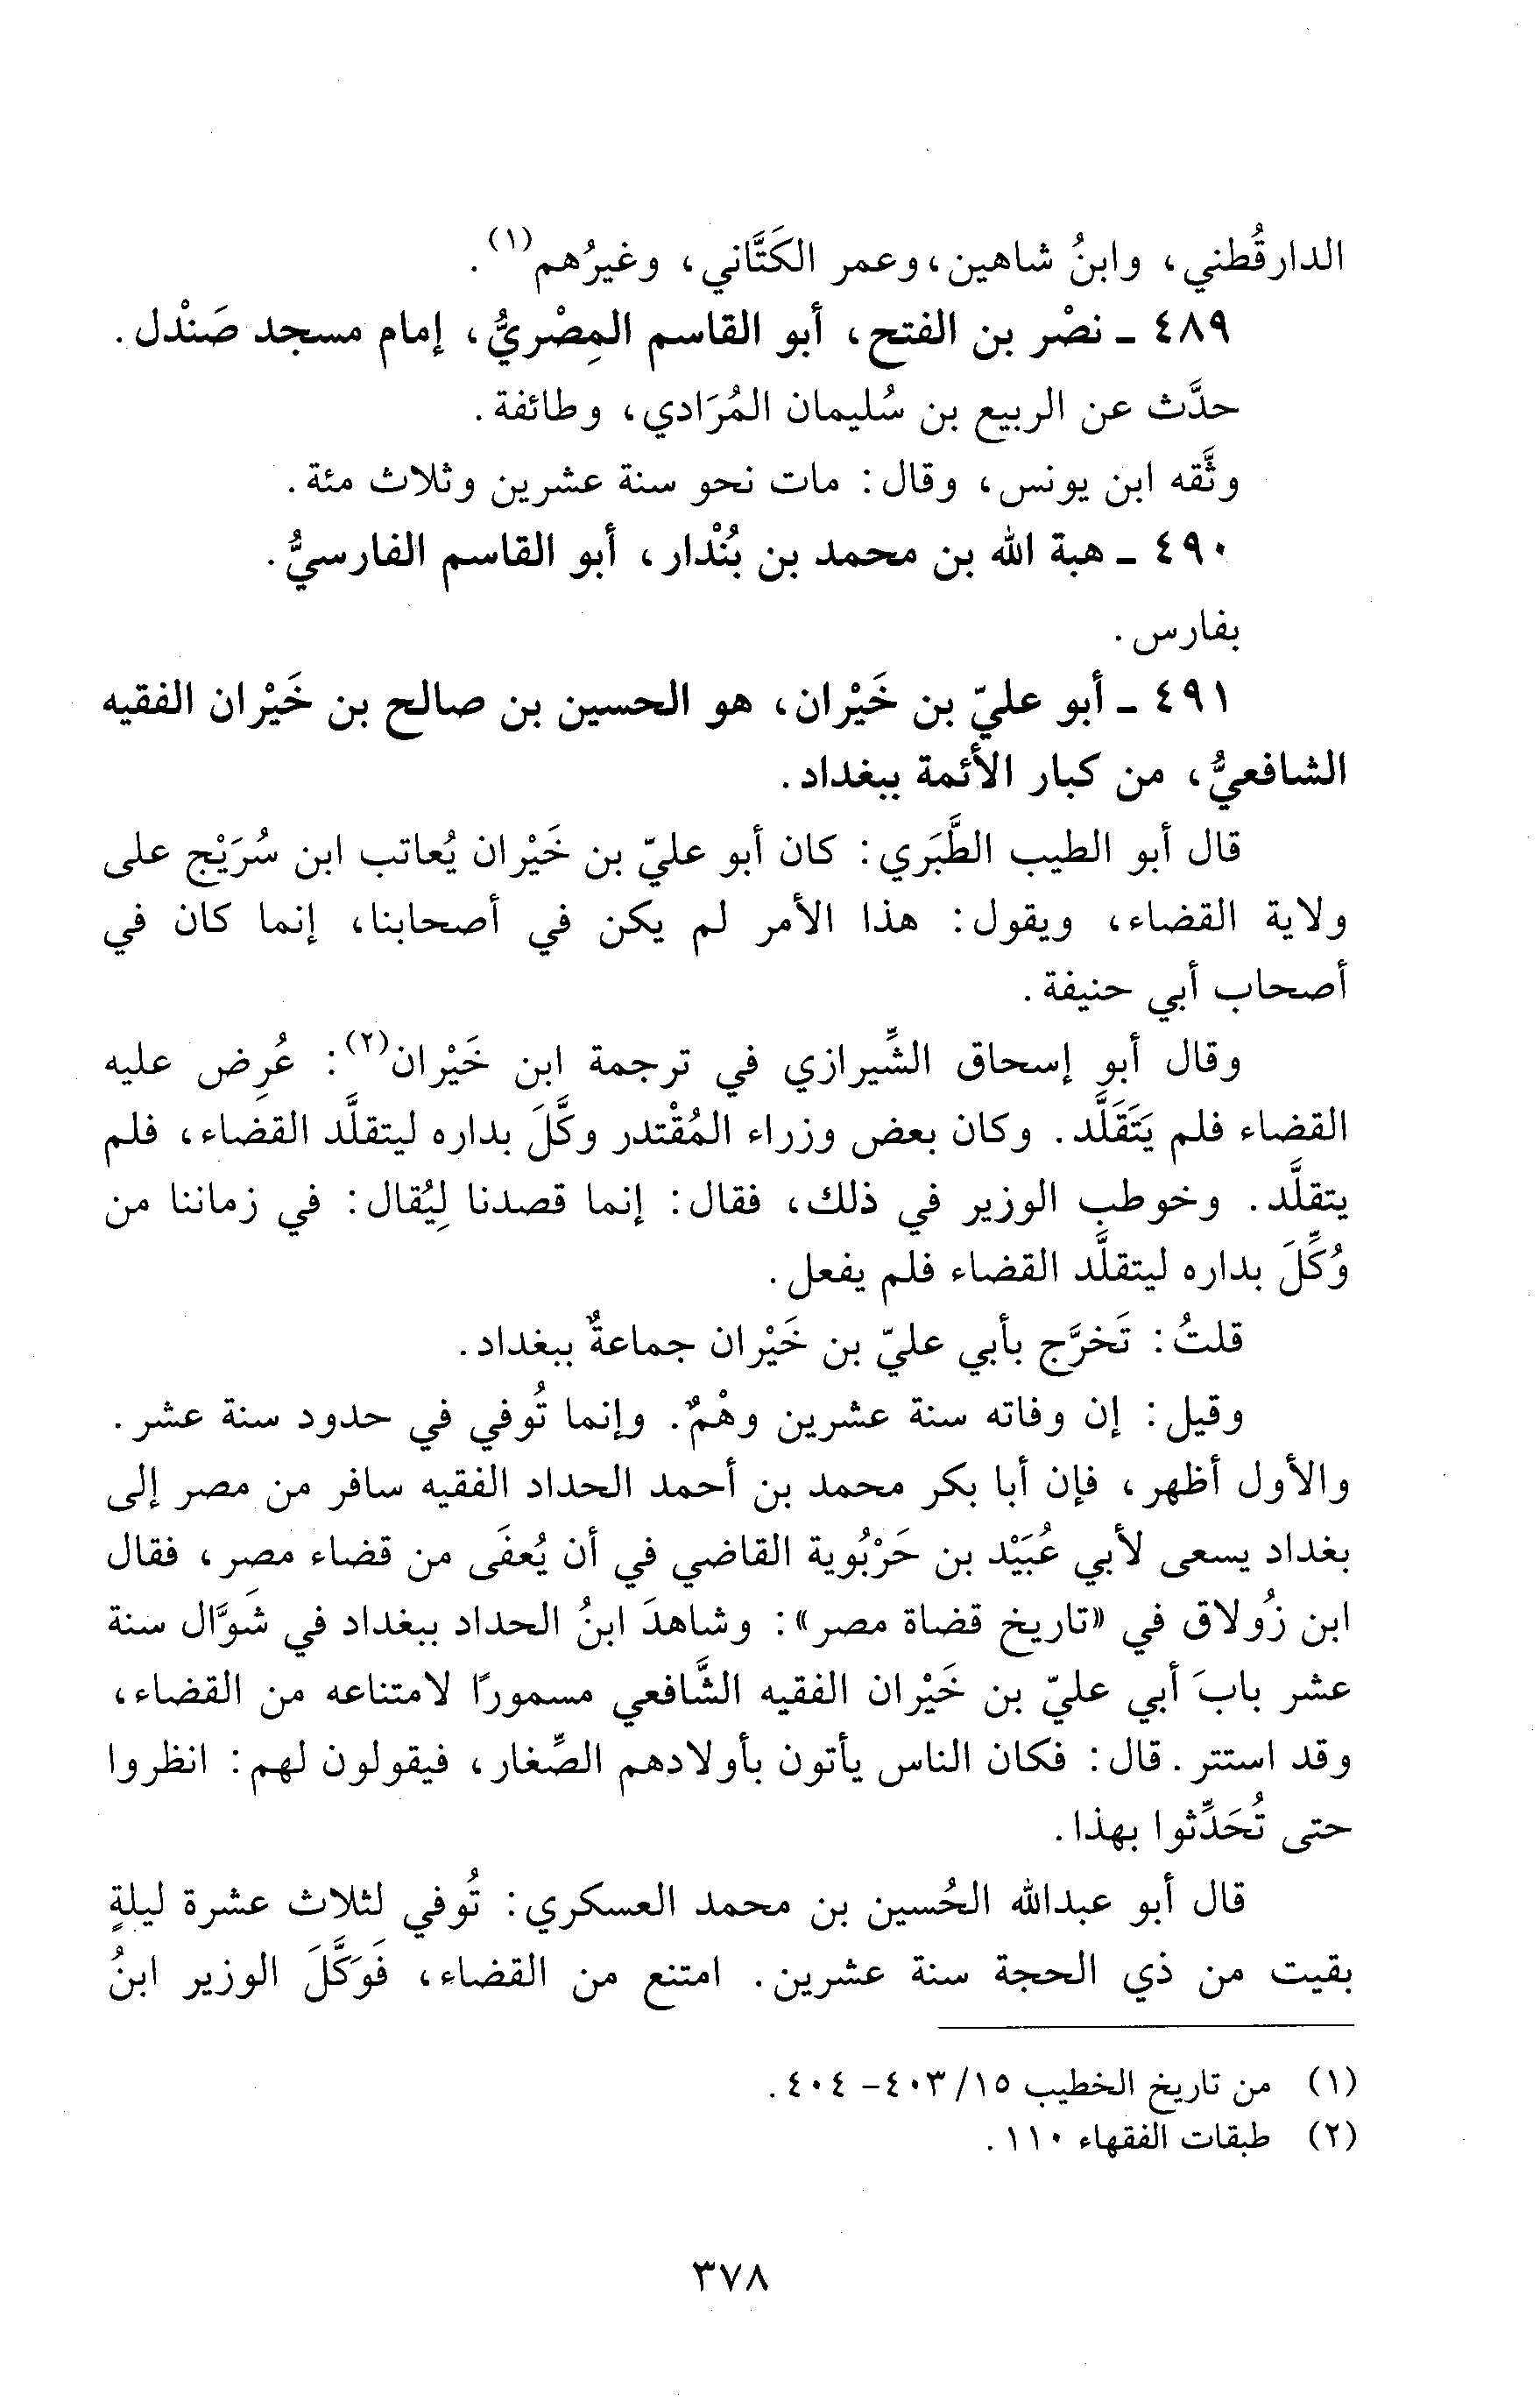 الدارقُطني، وابنُ شاهين، وعمر الكَتَّاني، وغيرُهم(١).
٤٨٩ ـ نصْر بن الفتح، أبو القاسم المِصْريُّ، إمام مسجد صَنْدل.
حدَّث عن الربيع بن سُليمان المُرَادي، وطائفة.
وثَّقه ابن يونس، وقال: مات نحو سنة عشرين وثلاث مئة.
٤٩٠ ـ هبة الله بن محمد بن بُنْدار، أبو القاسم الفارسيُّ.
بفارس.
٤٩١ ـ أبو عليّ بن خَيْران، هو الحسين بن صالح بن خَيْران الفقيه
الشافعيُّ، من كبار الأئمة ببغداد.
قال أبو الطيب الطَّبَري: كان أبو عليّ بن خَيْران يُعاتب ابن سُرَيْج على
ولاية القضاء، ويقول: هذا الأمر لم يكن في أصحابنا، إنما كان في
أصحاب أبي حنيفة.
وقال أبو إسحاق الشِّيرازي في ترجمة ابن خَيْران(٢): عُرِض عليه
القضاء فلم يَتَقَلَّد. وكان بعض وزراء المُقْتدر وكَّلَ بداره ليتقلَّد القضاء، فلم
يتقلَّد. وخوطب الوزير في ذلك، فقال: إنما قصدنا لِيُقال: في زماننا من
وُكِّلَ بداره ليتقلَّد القضاء فلم يفعل.
قلتُ: تَخرَّج بأبي عليّ بن خَيْران جماعةٌ ببغداد.
وقيل: إن وفاته سنة عشرين وهْمٌ. وإنما تُوفي في حدود سنة عشر.
والأول أظهر، فإن أبا بكر محمد بن أحمد الحداد الفقيه سافر من مصر إلى
بغداد يسعى لأبي عُبَيْد بن حَرْبُوية القاضي في أن يُعفَى من قضاء مصر، فقال
ابن زُولاق في «تاريخ قضاة مصر»: وشاهدَ ابنُ الحداد ببغداد في شَوَّال سنة
عشر بابَ أبي عليّ بن خَيْران الفقيه الشَّافعي مسمورًا لامتناعه من القضاء،
وقد استتر. قال: فكان الناس يأتون بأولادهم الصِّغار، فيقولون لهم: انظروا
حتى تُحَدِّثوا بهذا.
قال أبو عبدالله الحُسين بن محمد العسكري: تُوفي لثلاث عشرة ليلةٍ
بقيت من ذي الحجة سنة عشرين. امتنع من القضاء، فَوَكَّلَ الوزير ابنُ
(١) من تاريخ الخطيب ١٥/ ٤٠٣ـ ٤٠٤.
(٢) طبقات الفقهاء ١١٠.
٣٧٨